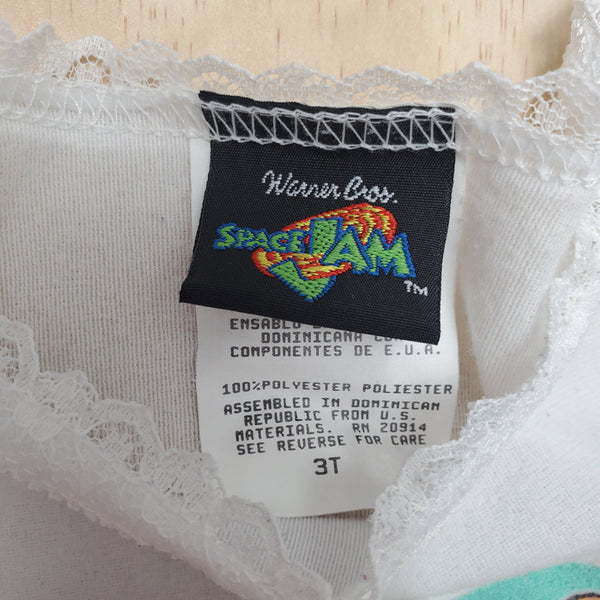 Warner Bros.
SPACE JAM
TM
ENSABLO
DOMINICANA
COMPONENTES DE E.U.A.
100%POLYESTER POLIESTER
ASSEMBLED IN DOMINICAN
REPUBLIC FROM U.S.
MATERIALS. RN 20914
SEE REVERSE FOR CARE
3T